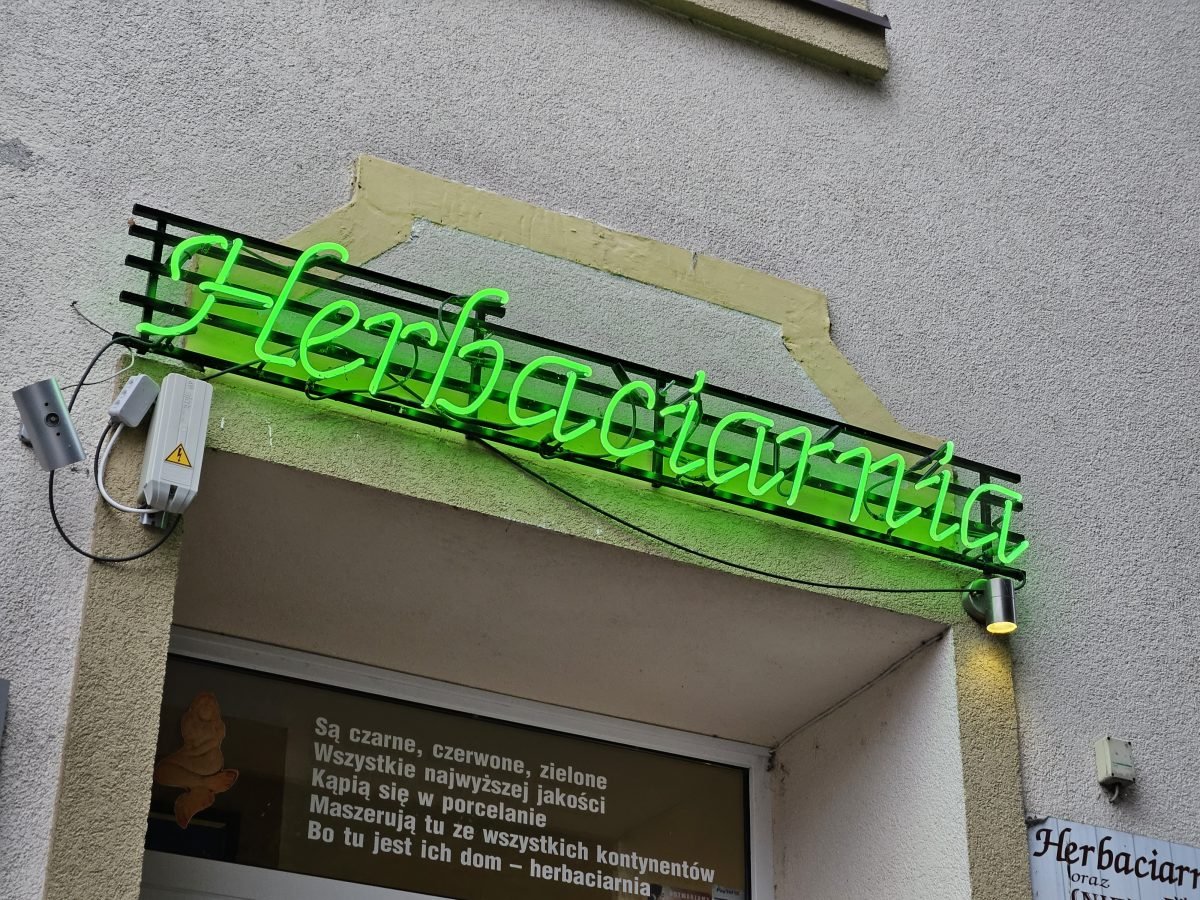 Herbaciarnia
Są czarne, czerwone, zielone
Wszystkie najwyższej jakości
Kąpią się w porcelanie
Maszerują tu ze wszystkich kontynentów
Bo tu jest ich dom – herbaciarnia
Herbaciarn
oraz